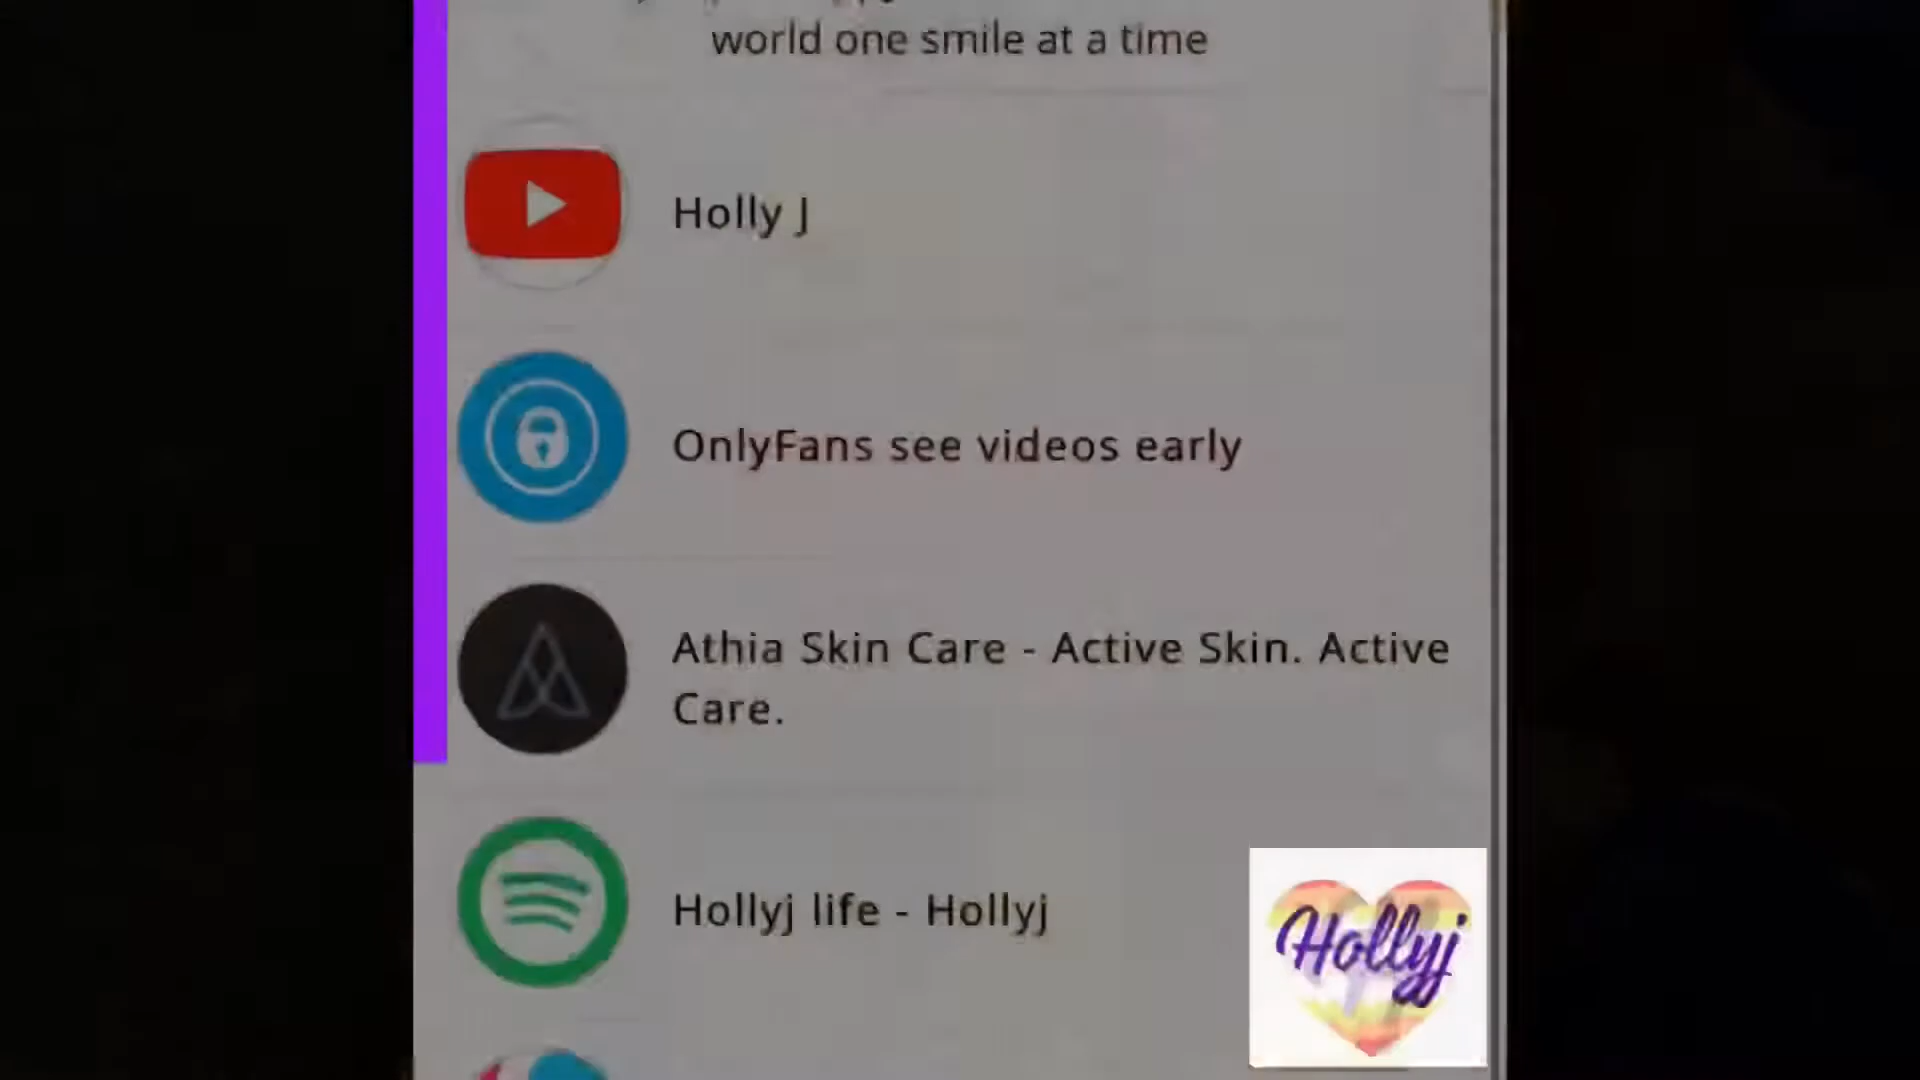 world one smile at a time
Holly J
OnlyFans see videos early
Athia Skin Care - Active Skin. Active
Care.
Hollyj life - Hollyj
Hollyj